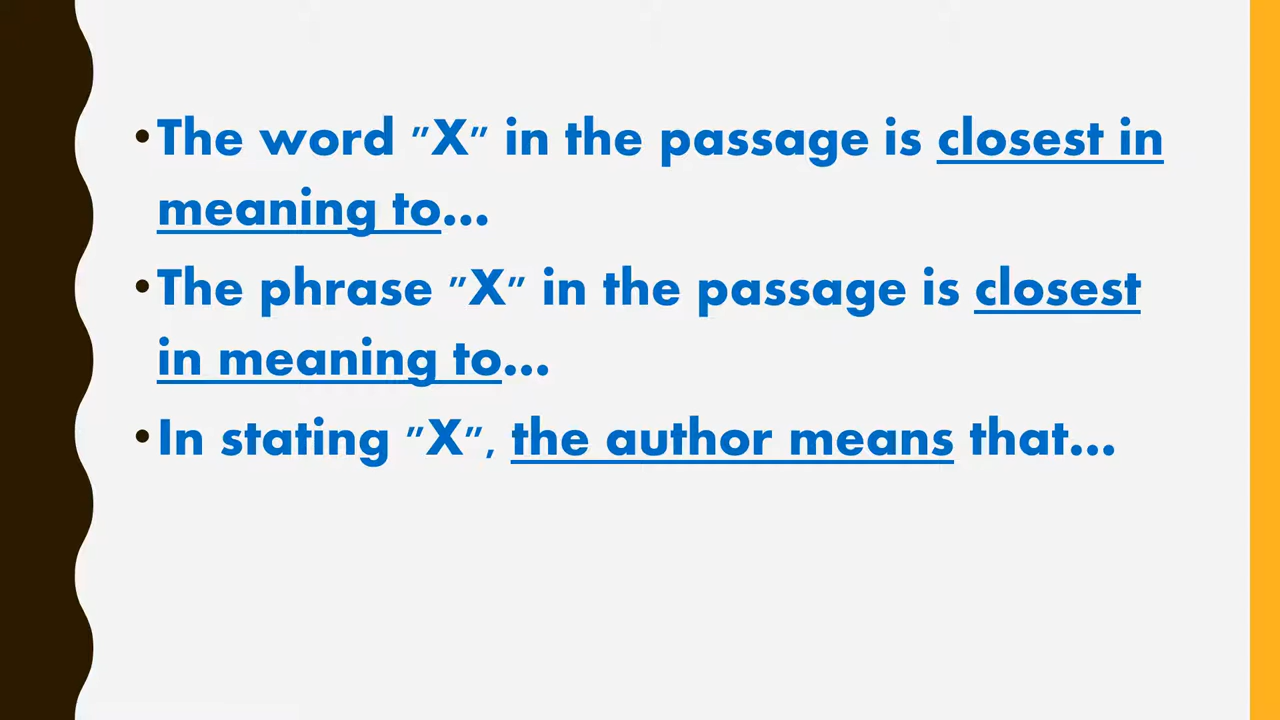 •The word "X" in the passage is closest in
meaning to...
•The phrase "X" in the passage is closest
in meaning to...
•In stating "X", the author means that...